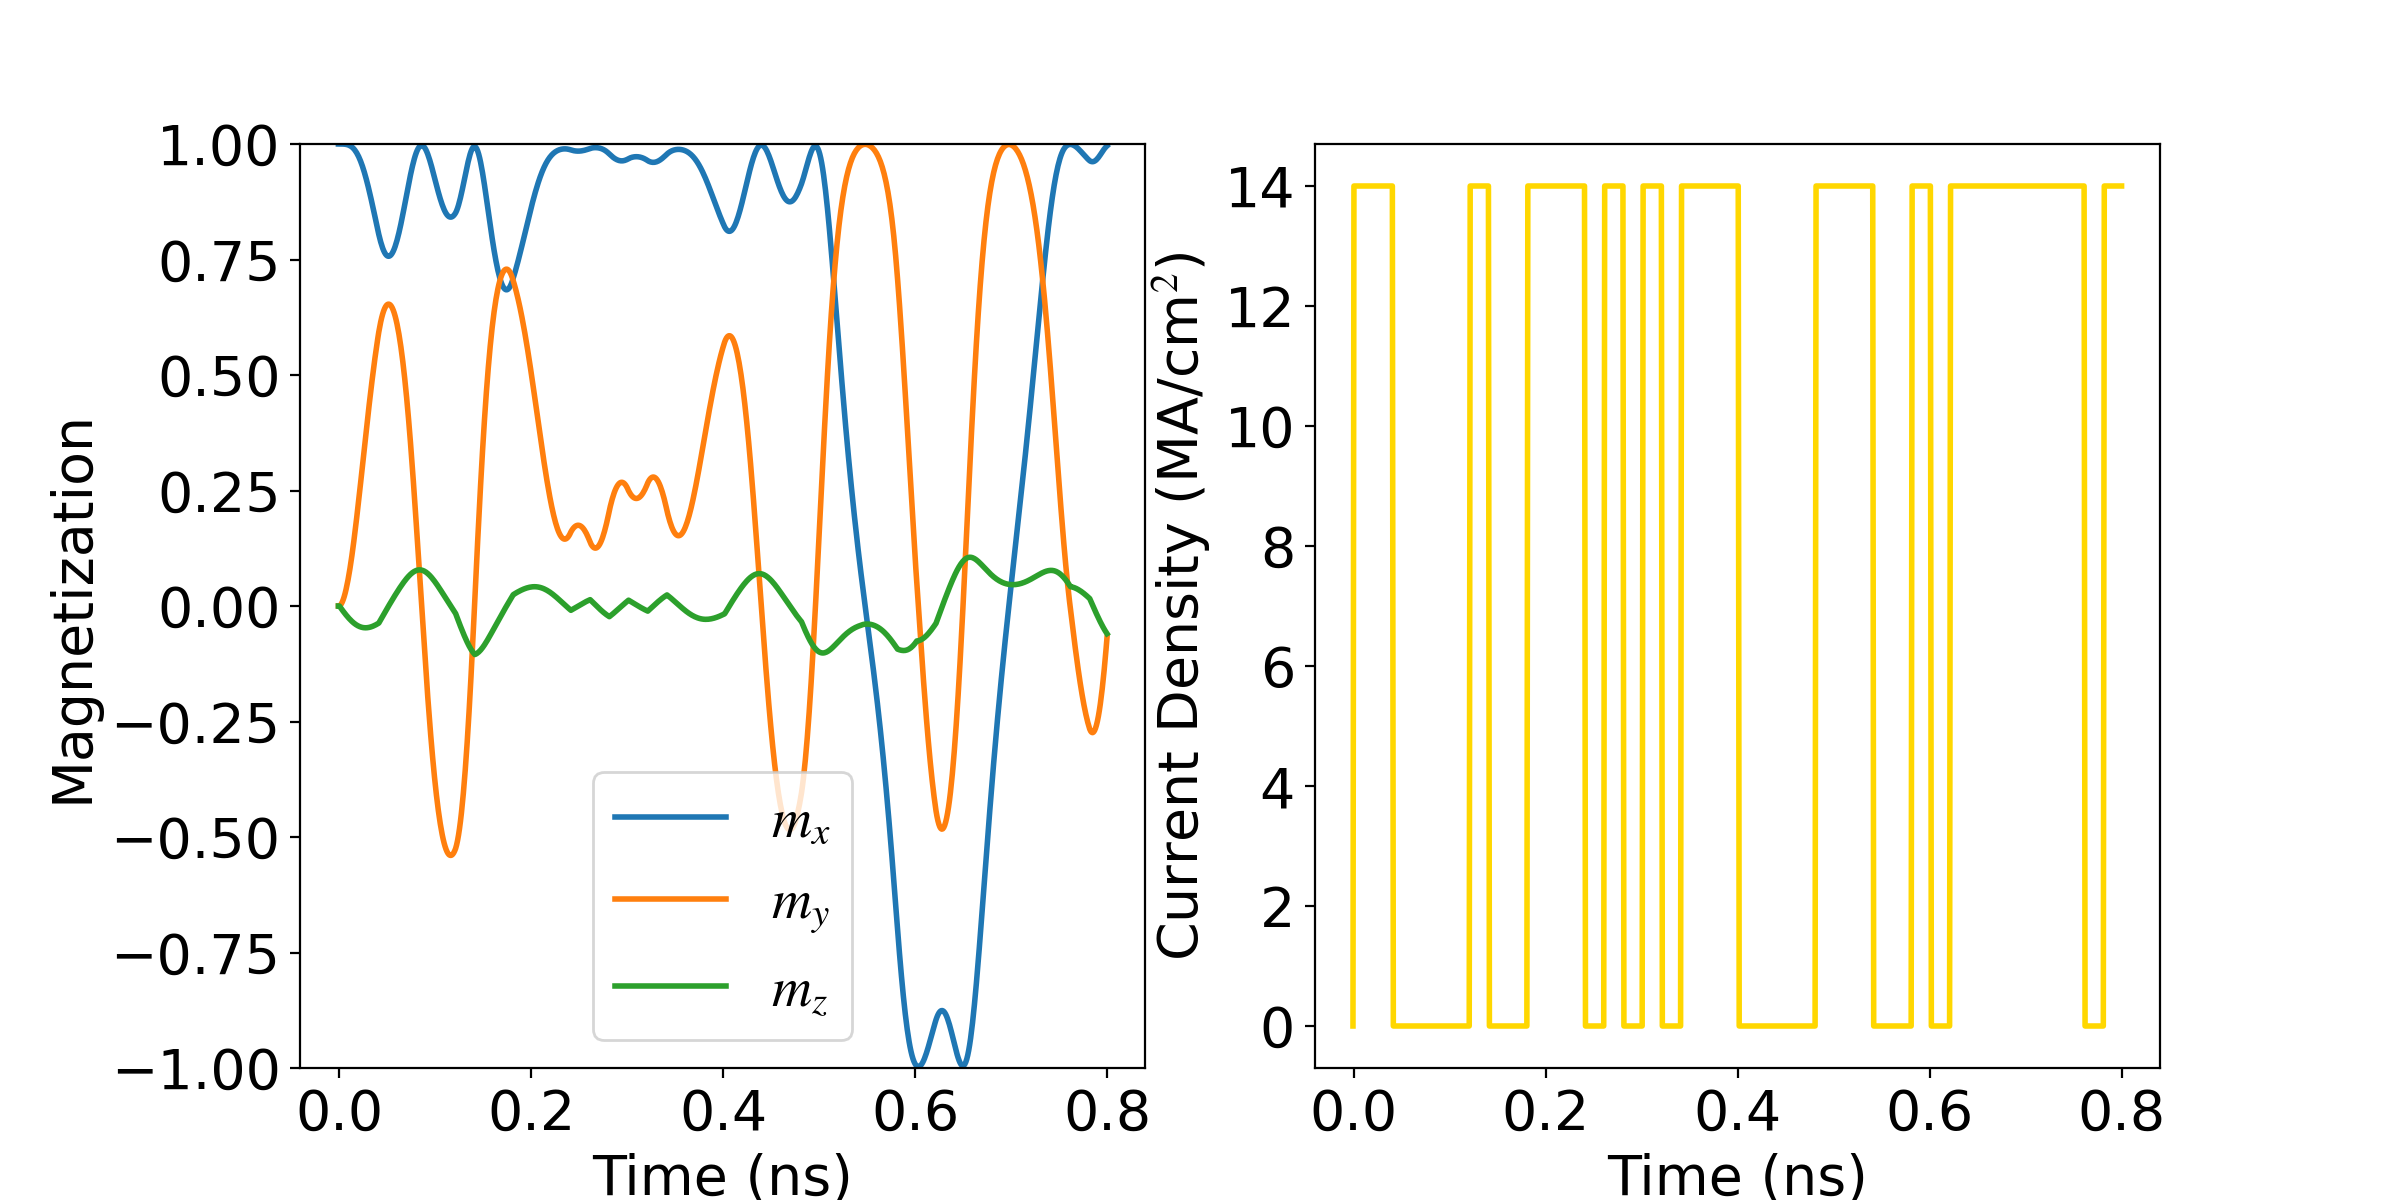 Magnetization
1.00
0.75
0.50
0.25
0.00
−0.25
−0.50
−0.75
−1.00
0.0 0.2 0.4 0.6 0.8
Time (ns)
mₓ
m_y
m_z
Current Density (MA/cm²)
14
12
10
8
6
4
2
0
0.0 0.2 0.4 0.6 0.8
Time (ns)